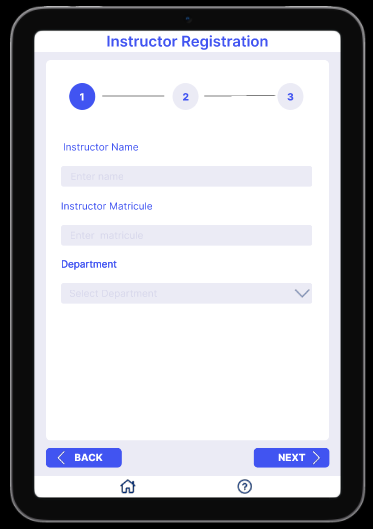 Instructor Registration
1 2 3
Instructor Name
Enter name
Instructor Matricule
Enter matricule
Department
Select Department
BACK NEXT
?